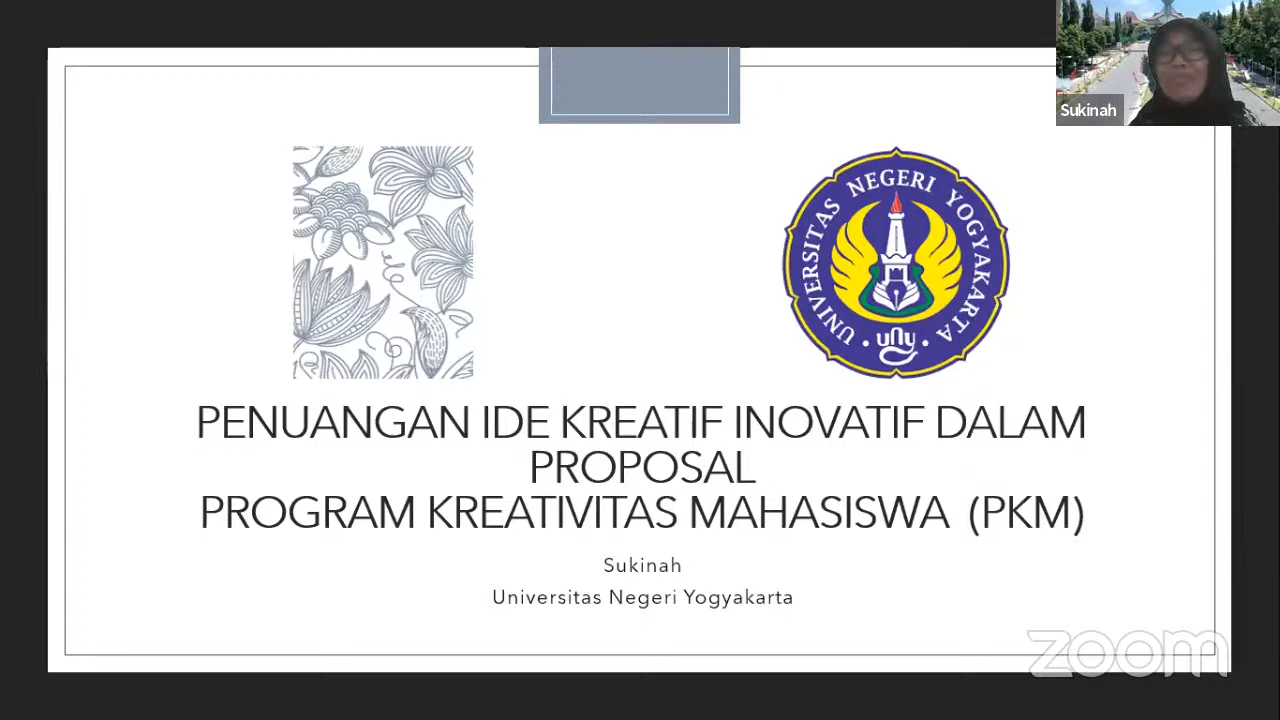 Sukinah
UNIVERSITAS NEGERI YOGYAKARTA
uny
PENUANGAN IDE KREATIF INOVATIF DALAM
PROPOSAL
PROGRAM KREATIVITAS MAHASISWA (PKM)
Sukinah
Universitas Negeri Yogyakarta
zoom